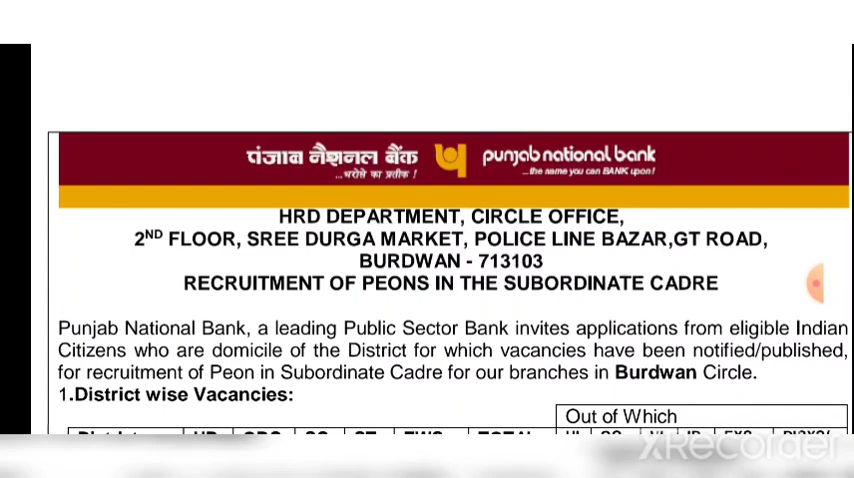 पंजाब नैशनल बैंक punjab national bank
...भरोसे का प्रतीक ! ...the name you can BANK upon!
HRD DEPARTMENT, CIRCLE OFFICE,
2ND FLOOR, SREE DURGA MARKET, POLICE LINE BAZAR,GT ROAD,
BURDWAN - 713103
RECRUITMENT OF PEONS IN THE SUBORDINATE CADRE
Punjab National Bank, a leading Public Sector Bank invites applications from eligible Indian
Citizens who are domicile of the District for which vacancies have been notified/published,
for recruitment of Peon in Subordinate Cadre for our branches in Burdwan Circle.
1.District wise Vacancies:
Out of Which
XRecorder